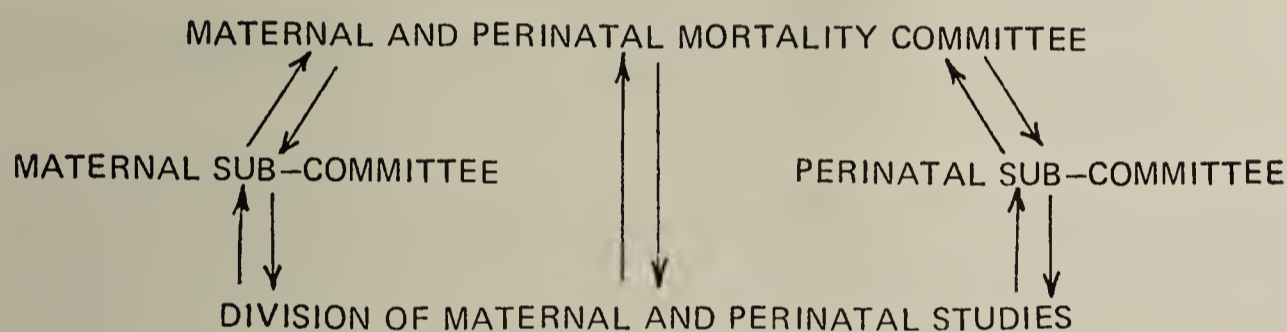 MATERNAL AND PERINATAL MORTALITY COMMITTEE
MATERNAL SUB–COMMITTEE
PERINATAL SUB–COMMITTEE
DIVISION OF MATERNAL AND PERINATAL STUDIES